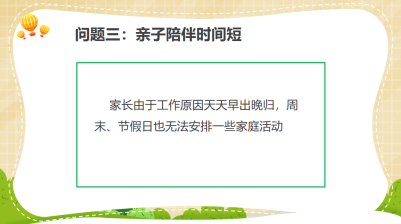 问题三：亲子陪伴时间短
家长由于工作原因天天早出晚归，周
末、节假日也无法安排一些家庭活动